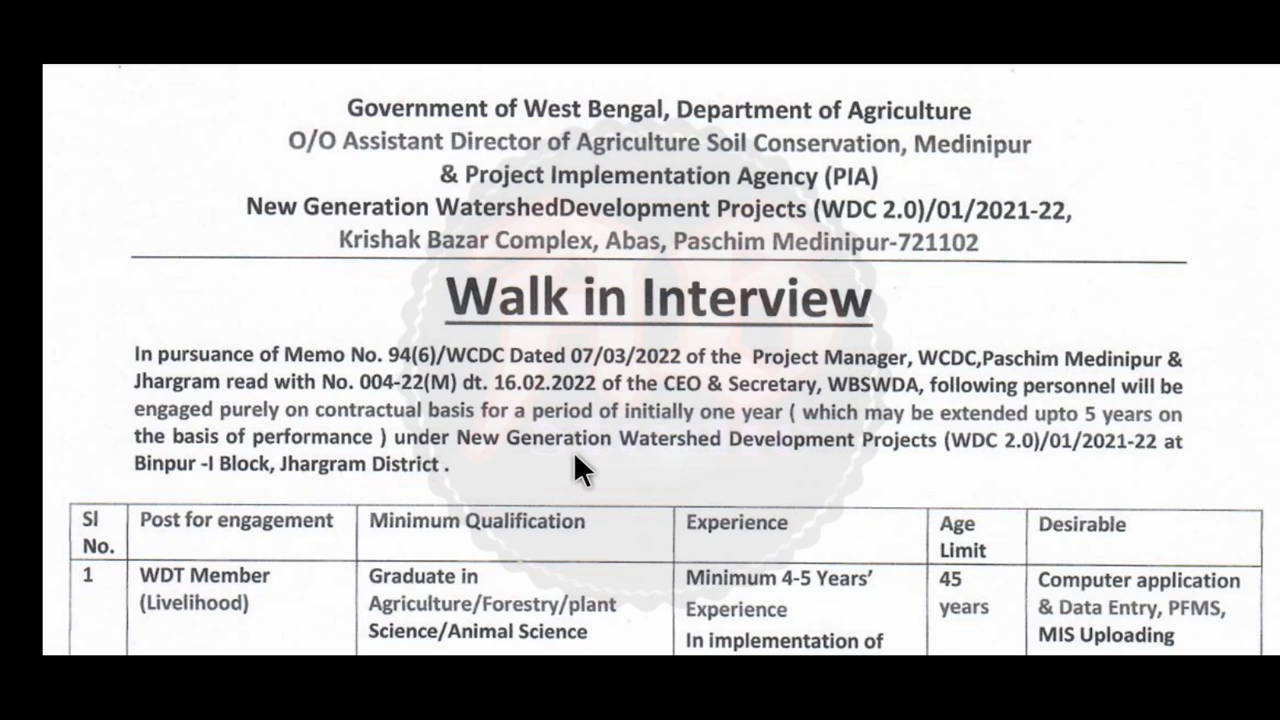 Government of West Bengal, Department of Agriculture
O/O Assistant Director of Agriculture Soil Conservation, Medinipur
& Project Implementation Agency (PIA)
New Generation WatershedDevelopment Projects (WDC 2.0)/01/2021-22,
Krishak Bazar Complex, Abas, Paschim Medinipur-721102
Walk in Interview
In pursuance of Memo No. 94(6)/WCDC Dated 07/03/2022 of the Project Manager, WCDC,Paschim Medinipur &
Jhargram read with No. 004-22(M) dt. 16.02.2022 of the CEO & Secretary, WBSWDA, following personnel will be
engaged purely on contractual basis for a period of initially one year ( which may be extended upto 5 years on
the basis of performance ) under New Generation Watershed Development Projects (WDC 2.0)/01/2021-22 at
Binpur -I Block, Jhargram District .
Sl No. Post for engagement Minimum Qualification Experience Age Limit Desirable
1 WDT Member (Livelihood) Graduate in Agriculture/Forestry/plant Science/Animal Science Minimum 4-5 Years' Experience In implementation of 45 years Computer application & Data Entry, PFMS, MIS Uploading